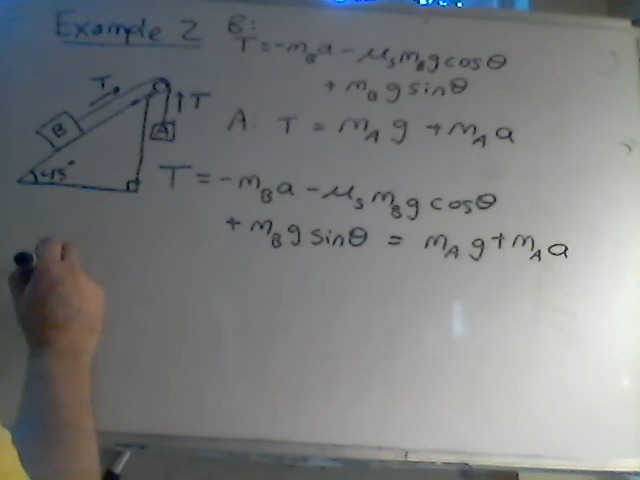 Example 2
B:
T = -m_B a - μ_s m_B g cosθ
+ m_B g sinθ
T
↑T
B
A
45°
A: T = m_A g + m_A a
T = -m_B a - μ_s m_B g cosθ
+ m_B g sinθ = m_A g + m_A a